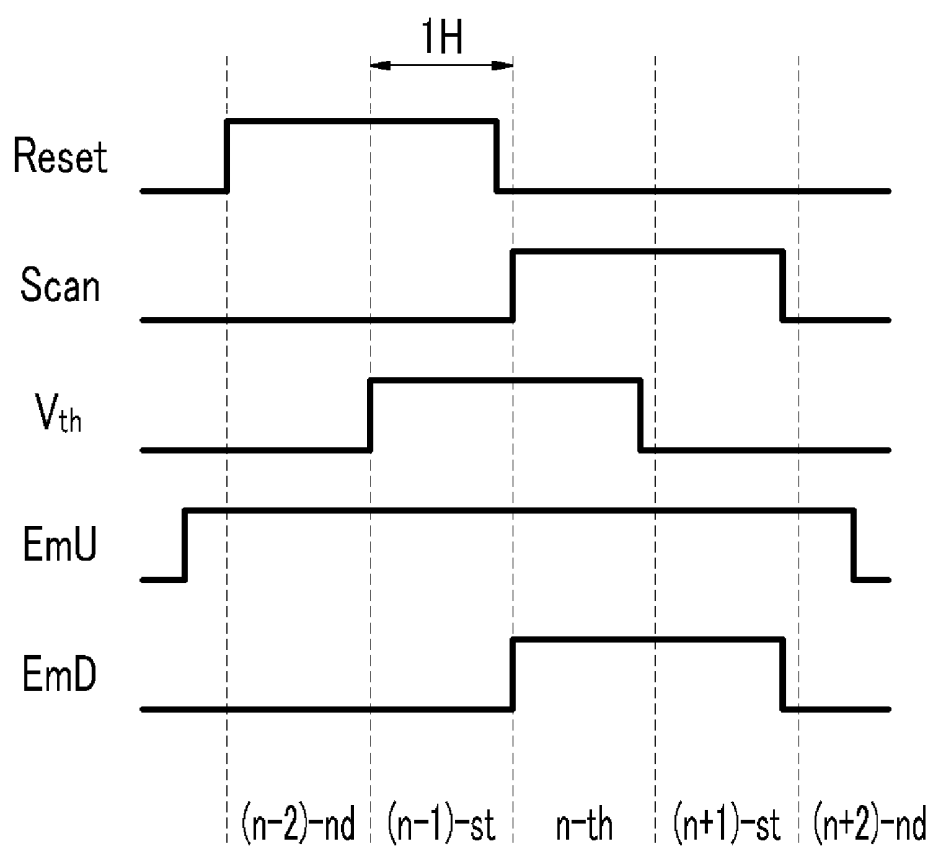 1H
Reset
Scan
Vth
EmU
EmD
(n-2)-nd (n-1)-st n-th (n+1)-st (n+2)-nd